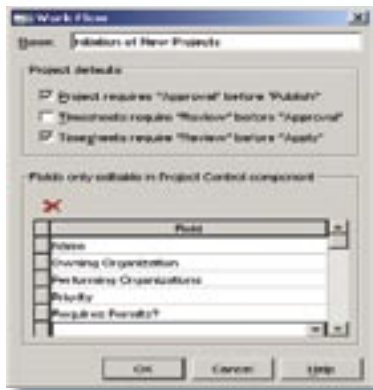 Work Flow
Name: Initiation of New Projects
Project defaults
Project requires "Approval" before "Publish"
Timesheets require "Review" before "Approval"
Timesheets require "Review" before "Apply"
Fields only editable in Project Control component
Field
Name
Owning Organization
Performing Organizations
Priority
Requires Permits?
OK Cancel Help